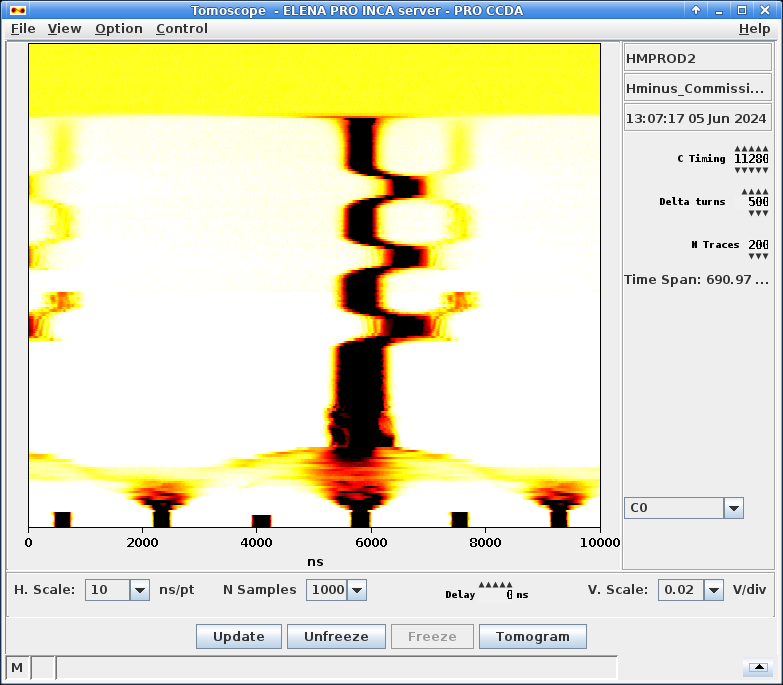 Tomoscope - ELENA PRO INCA server - PRO CCDA
File View Option Control Help
HMPROD2
Hminus_Commissi...
13:07:17 05 Jun 2024
C Timing 11280
Delta turns 500
N Traces 200
Time Span: 690.97 ...
C0
0 2000 4000 6000 8000 10000
ns
H. Scale: 10 ns/pt N Samples 1000 Delay 0 ns V. Scale: 0.02 V/div
Update Unfreeze Freeze Tomogram
M